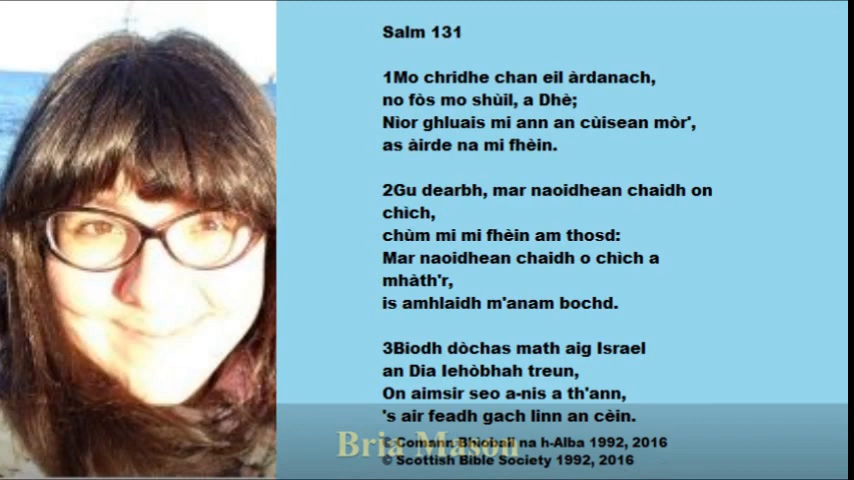 Salm 131
1Mo chridhe chan eil àrdanach,
no fòs mo shùil, a Dhè;
Nìor ghluais mi ann an cùisean mòr',
as àirde na mi fhèin.
2Gu dearbh, mar naoidhean chaidh on
chìch,
chùm mi mi fhèin am thosd:
Mar naoidhean chaidh o chìch a
mhàth'r,
is amhlaidh m'anam bochd.
3Biodh dòchas math aig Israel
an Dia Iehòbhah treun,
On aimsir seo a-nis a th'ann,
's air feadh gach linn an cèin.
© Comann Bhìoball na h-Alba 1992, 2016
Bria Mason
© Scottish Bible Society 1992, 2016